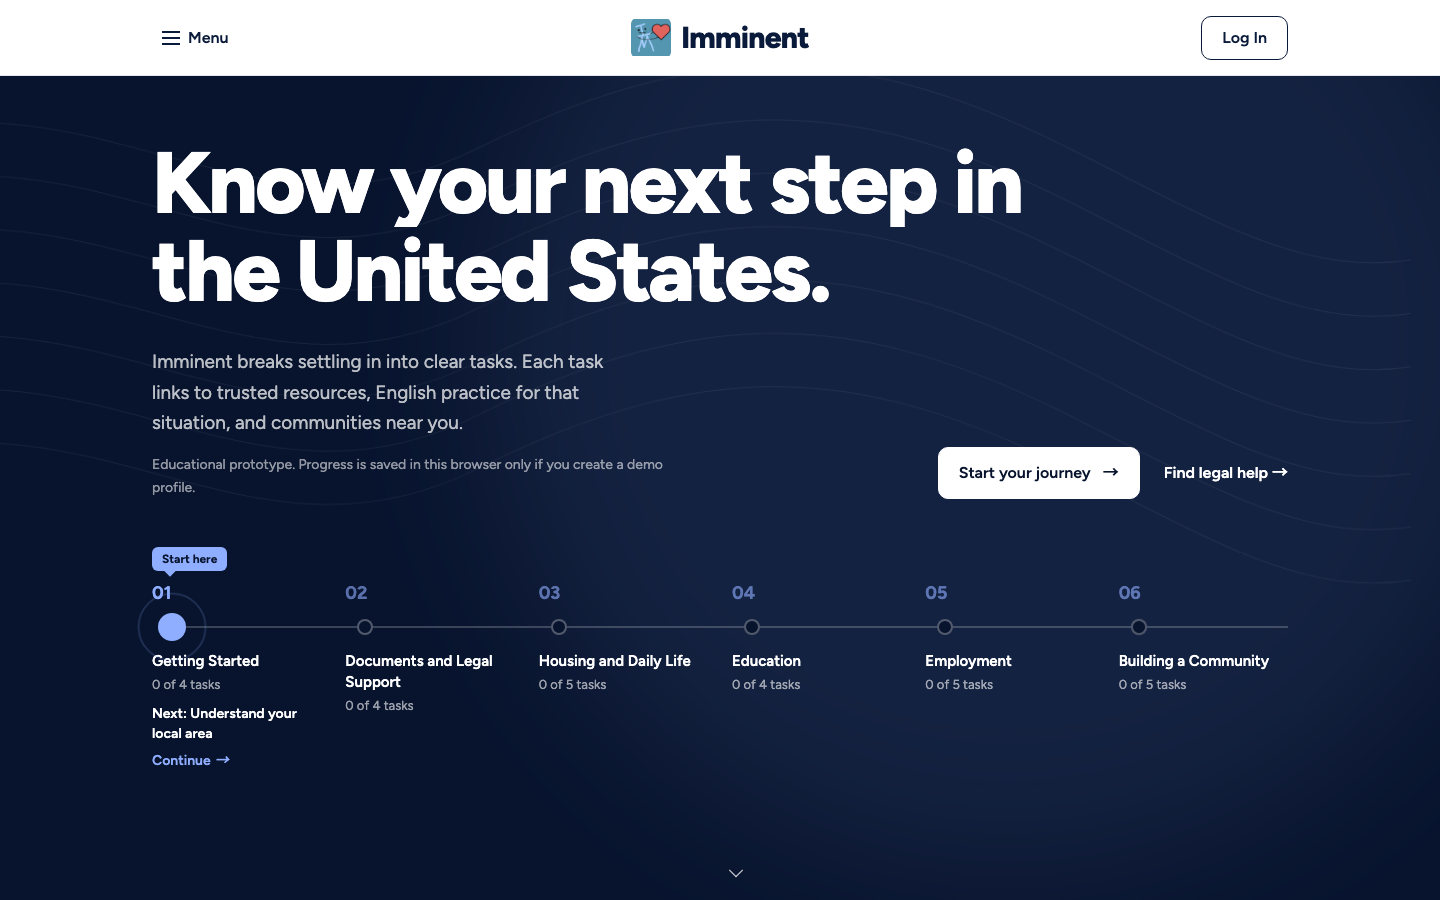 Menu
Imminent
Log In
Know your next step in
the United States.
Imminent breaks settling in into clear tasks. Each task
links to trusted resources, English practice for that
situation, and communities near you.
Educational prototype. Progress is saved in this browser only if you create a demo
profile.
Start your journey →
Find legal help →
Start here
01
02
03
04
05
06
Getting Started
0 of 4 tasks
Next: Understand your
local area
Continue →
Documents and Legal
Support
0 of 4 tasks
Housing and Daily Life
0 of 5 tasks
Education
0 of 4 tasks
Employment
0 of 5 tasks
Building a Community
0 of 5 tasks